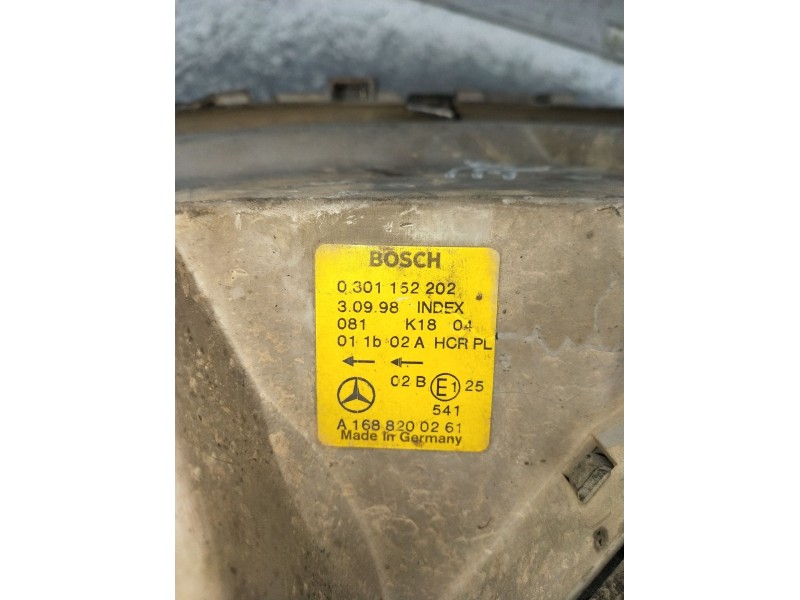 BOSCH
0 301 152 202
3.09.98 INDEX
081 K18 04
01 1b 02 A HCR PL
02 B E1 25
541
A 168 820 02 61
Made In Germany